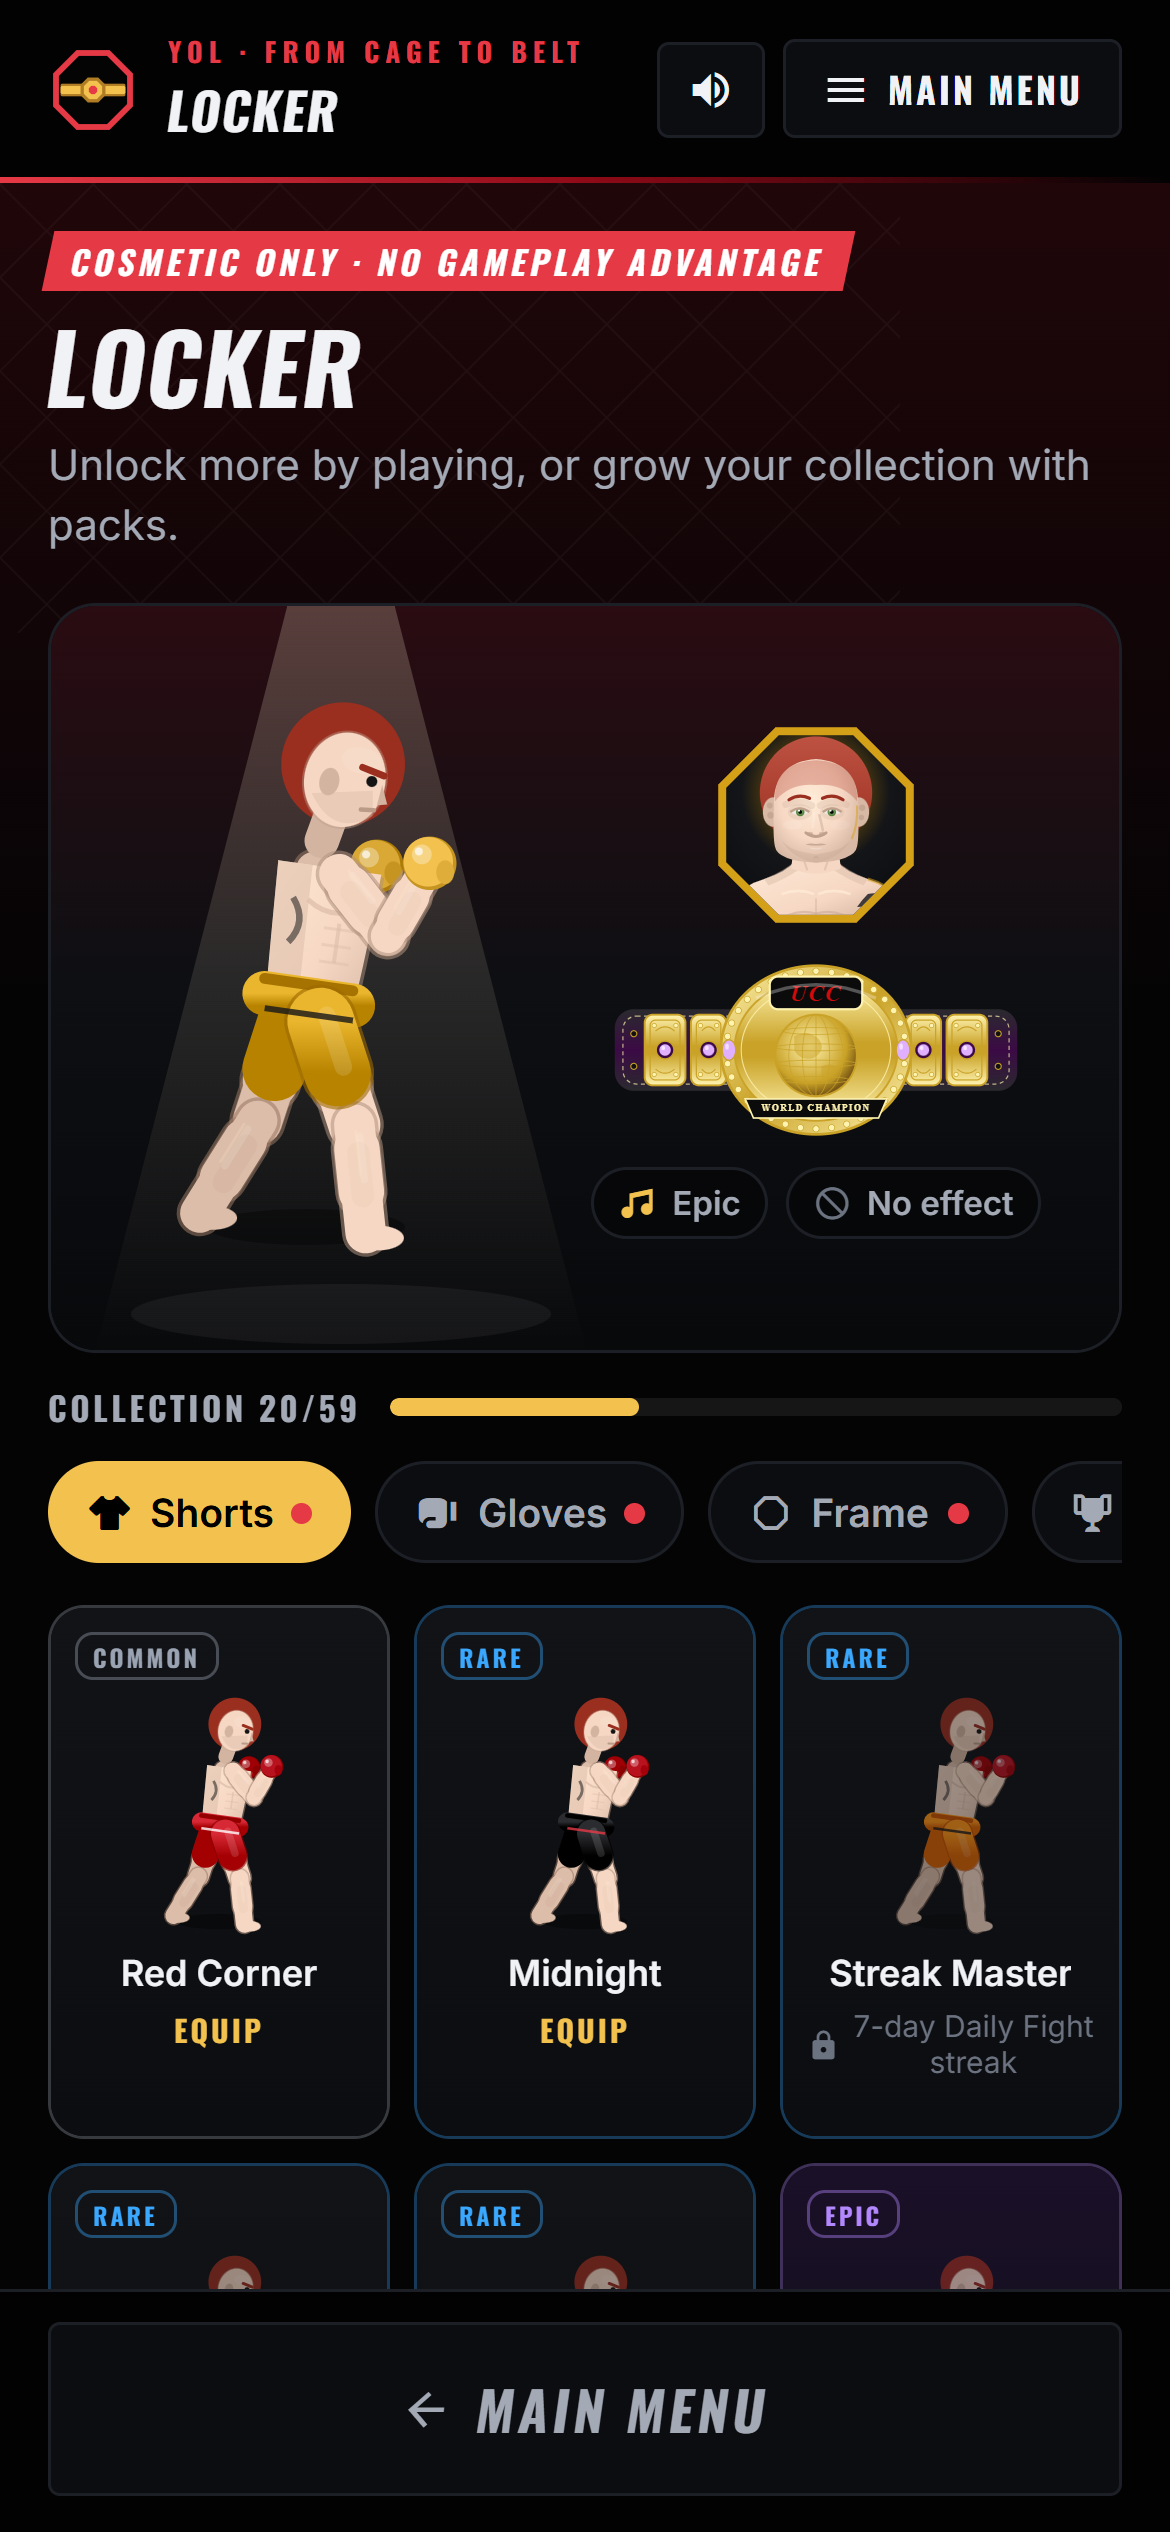 YOL · FROM CAGE TO BELT
LOCKER
MAIN MENU
COSMETIC ONLY · NO GAMEPLAY ADVANTAGE
LOCKER
Unlock more by playing, or grow your collection with
packs.
UCC
WORLD CHAMPION
Epic
No effect
COLLECTION 20/59
Shorts
Gloves
Frame
COMMON
RARE
RARE
Red Corner
Midnight
Streak Master
EQUIP
EQUIP
7-day Daily Fight
streak
RARE
RARE
EPIC
MAIN MENU